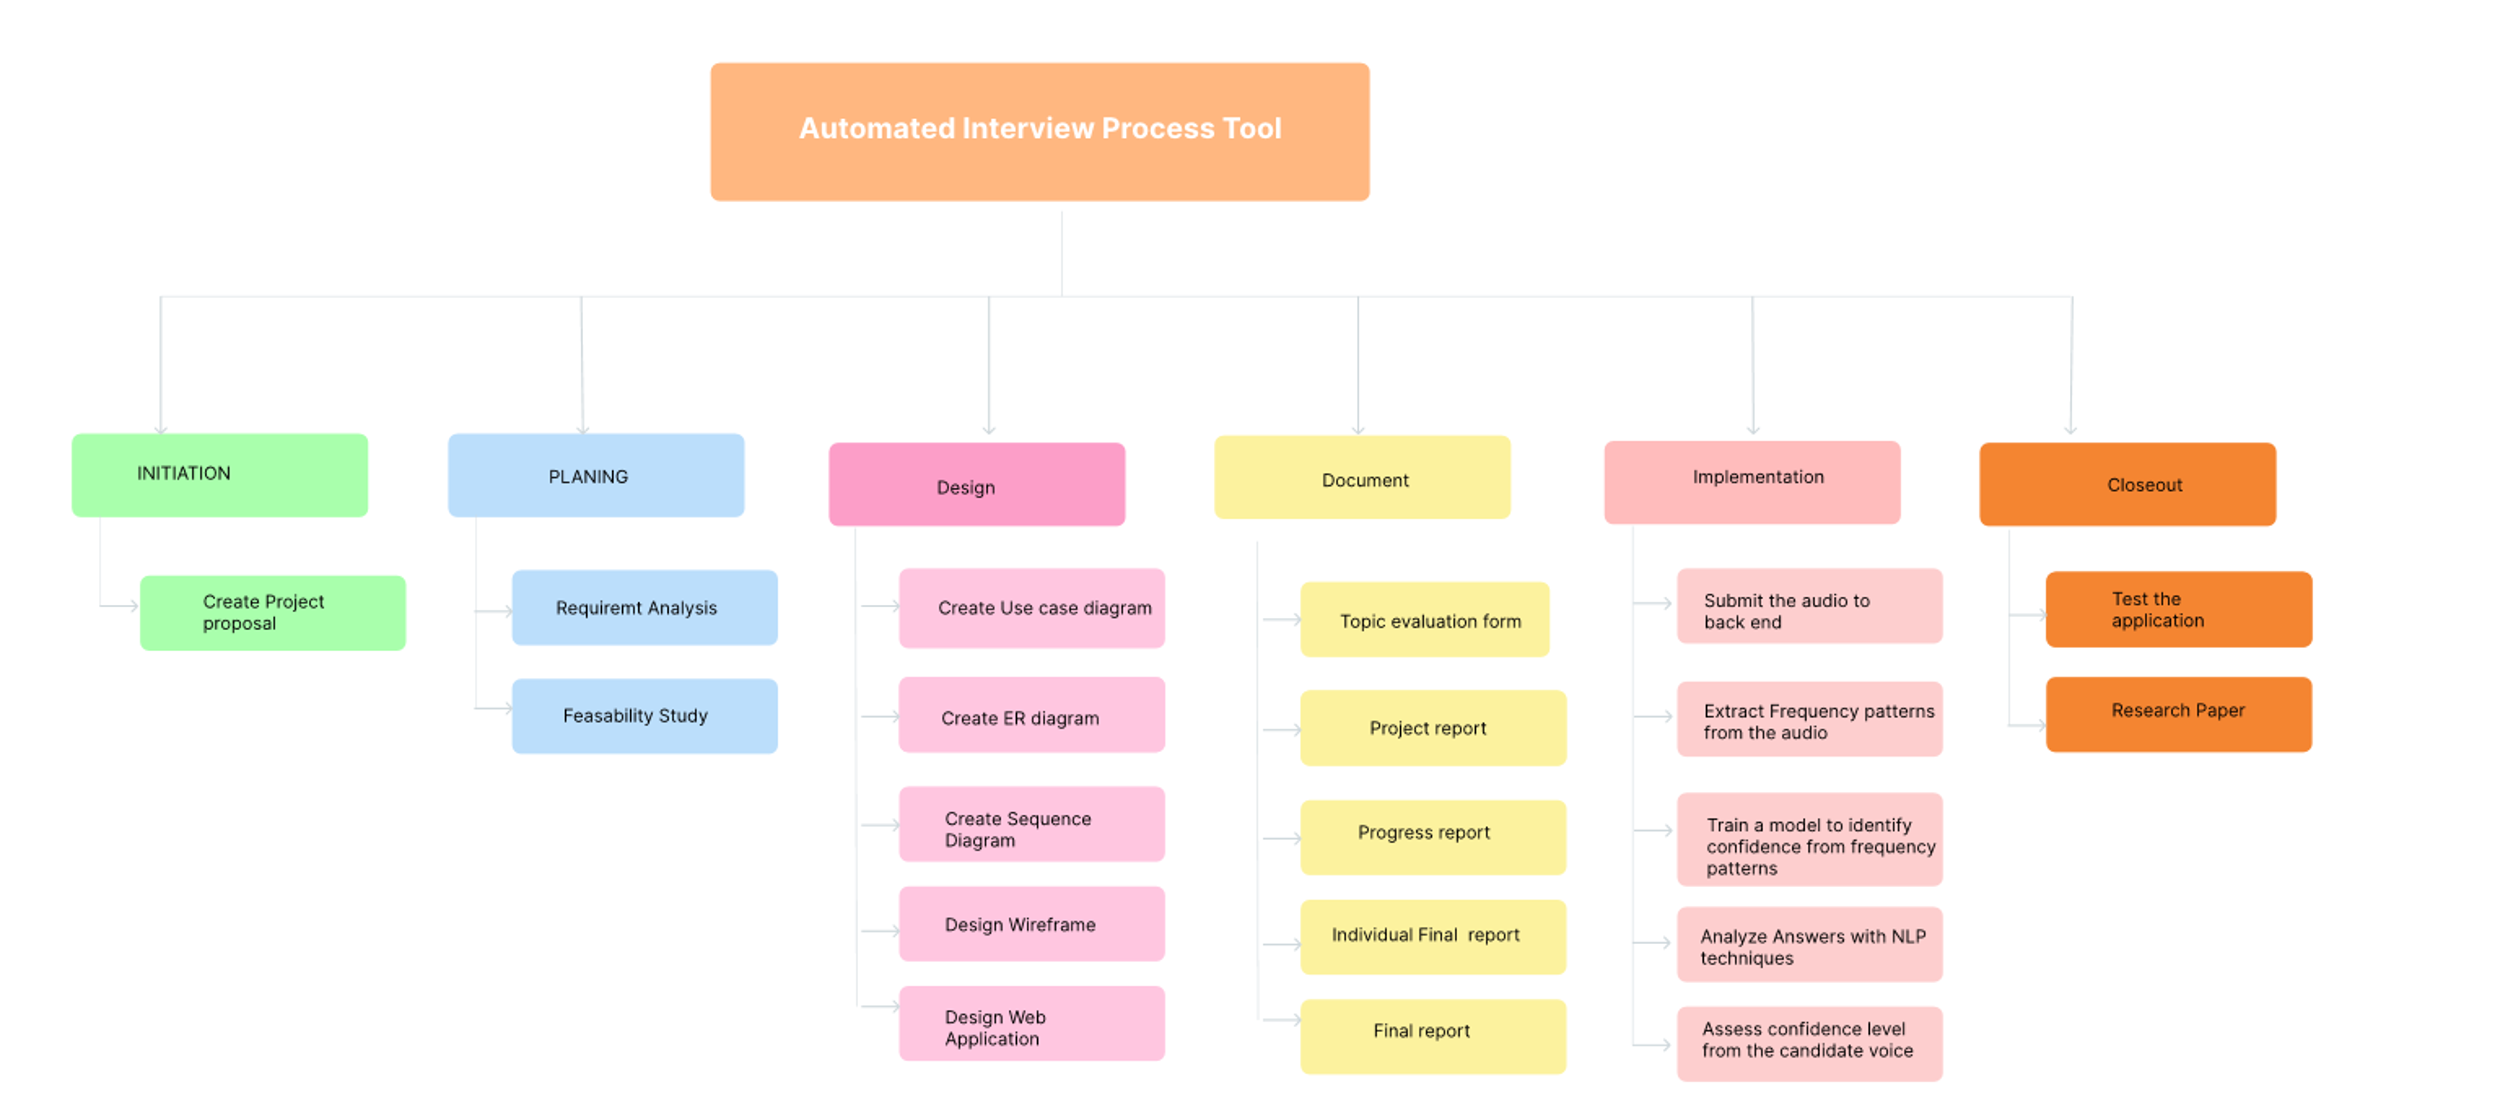 Automated Interview Process Tool
INITIATION
Create Project
proposal
PLANING
Requiremt Analysis
Feasability Study
Design
Create Use case diagram
Create ER diagram
Create Sequence
Diagram
Design Wireframe
Design Web
Application
Document
Topic evaluation form
Project report
Progress report
Individual Final  report
Final report
Implementation
Submit the audio to
back end
Extract Frequency patterns
from the audio
Train a model to identify
confidence from frequency
patterns
Analyze Answers with NLP
techniques
Assess confidence level
from the candidate voice
Closeout
Test the
application
Research Paper